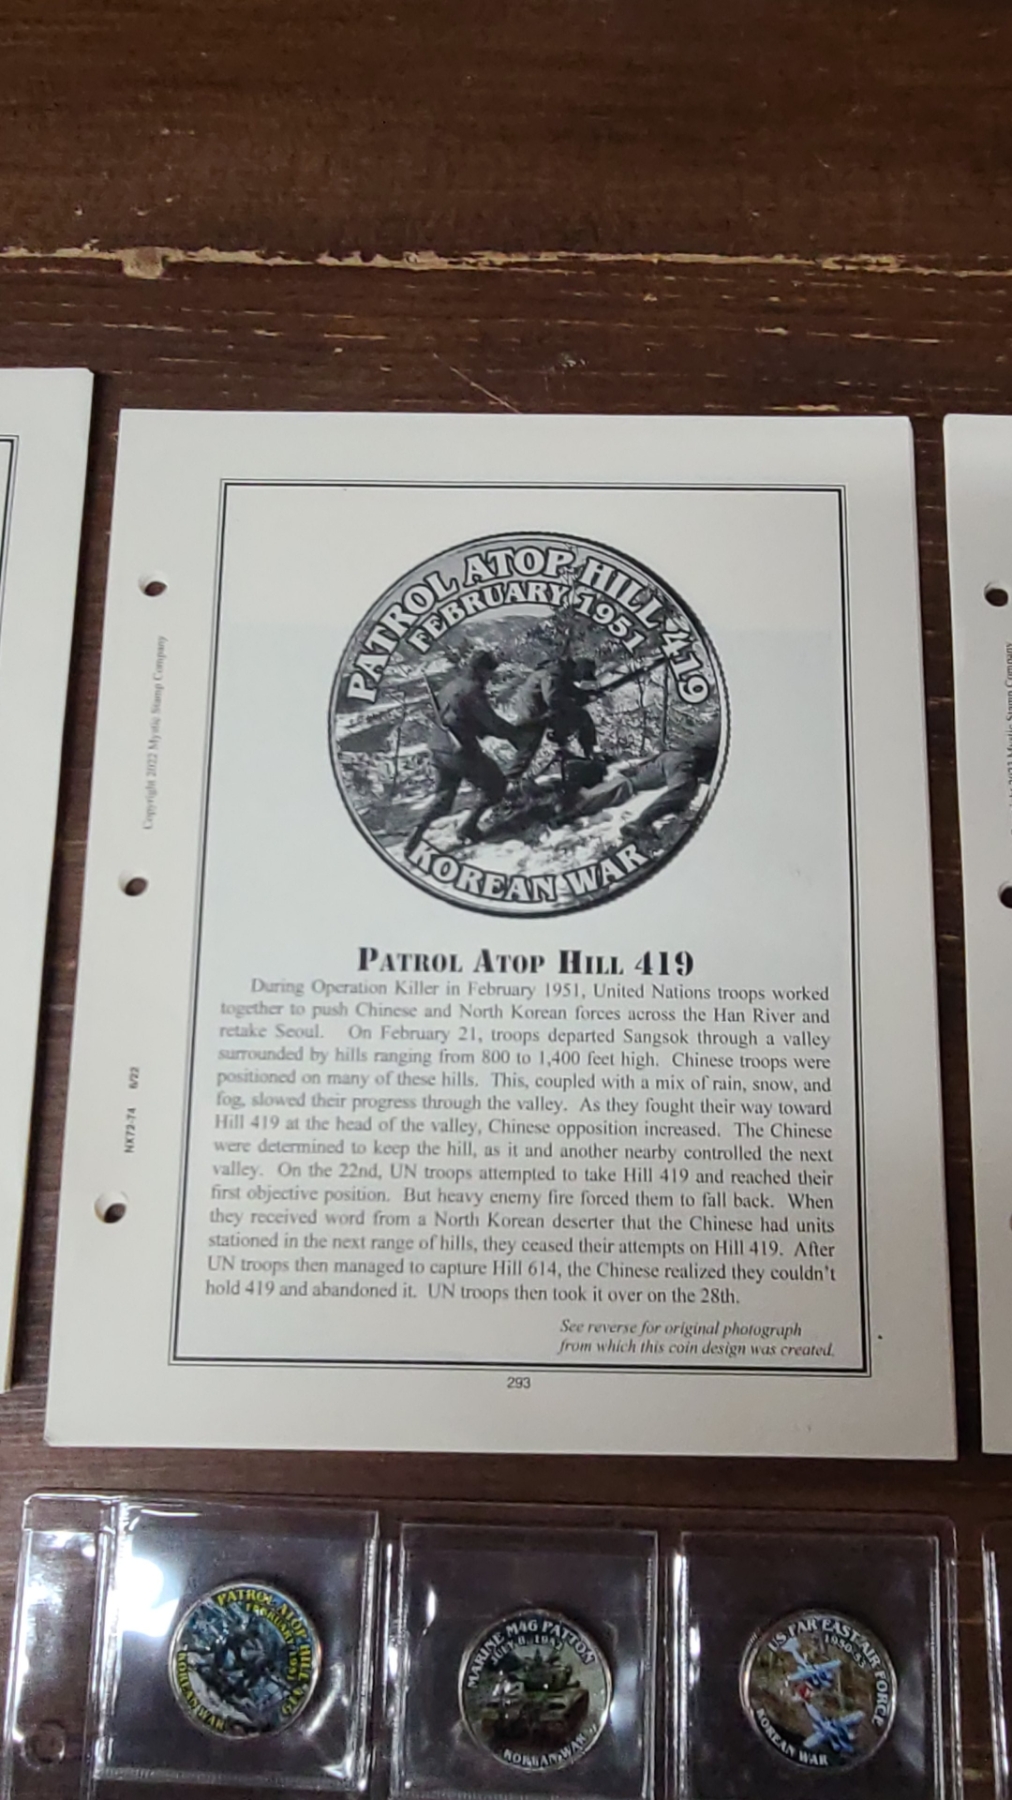 PATROL ATOP HILL 419
FEBRUARY 1951
KOREAN WAR
Copyright 2022 Mystic Stamp Company
NX72-74 6/22
PATROL ATOP HILL 419
During Operation Killer in February 1951, United Nations troops worked
together to push Chinese and North Korean forces across the Han River and
retake Seoul. On February 21, troops departed Sangsok through a valley
surrounded by hills ranging from 800 to 1,400 feet high. Chinese troops were
positioned on many of these hills. This, coupled with a mix of rain, snow, and
fog, slowed their progress through the valley. As they fought their way toward
Hill 419 at the head of the valley, Chinese opposition increased. The Chinese
were determined to keep the hill, as it and another nearby controlled the next
valley. On the 22nd, UN troops attempted to take Hill 419 and reached their
first objective position. But heavy enemy fire forced them to fall back. When
they received word from a North Korean deserter that the Chinese had units
stationed in the next range of hills, they ceased their attempts on Hill 419. After
UN troops then managed to capture Hill 614, the Chinese realized they couldn't
hold 419 and abandoned it. UN troops then took it over on the 28th.
See reverse for original photograph
from which this coin design was created.
293
Mystic Stamp Company
PATROL ATOP HILL 419
FEBRUARY 1951
KOREAN WAR
MARINE M46 PATTON
JULY 8,
KOREAN WAR
US FAR EAST AIR FORCE
1950-53
KOREAN WAR